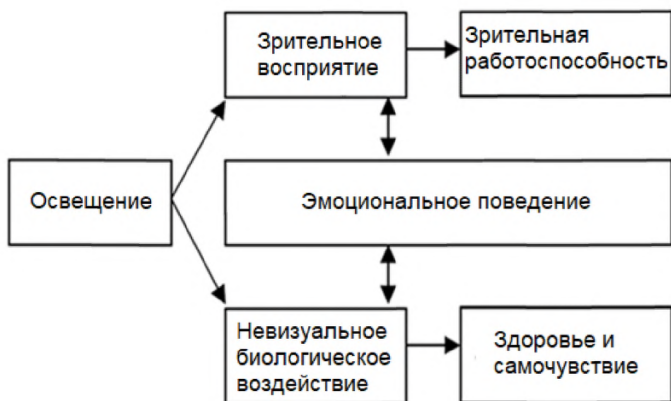 Зрительное
восприятие
Зрительная
работоспособность
Освещение
Эмоциональное поведение
Невизуальное
биологическое
воздействие
Здоровье и
самочувствие